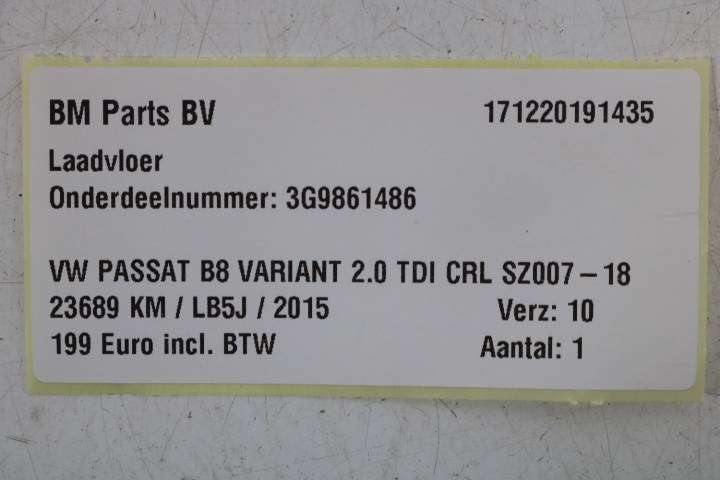 BM Parts BV 171220191435
Laadvloer
Onderdeelnummer: 3G9861486
VW PASSAT B8 VARIANT 2.0 TDI CRL SZ007-18
23689 KM / LB5J / 2015 Verz: 10
199 Euro incl. BTW Aantal: 1